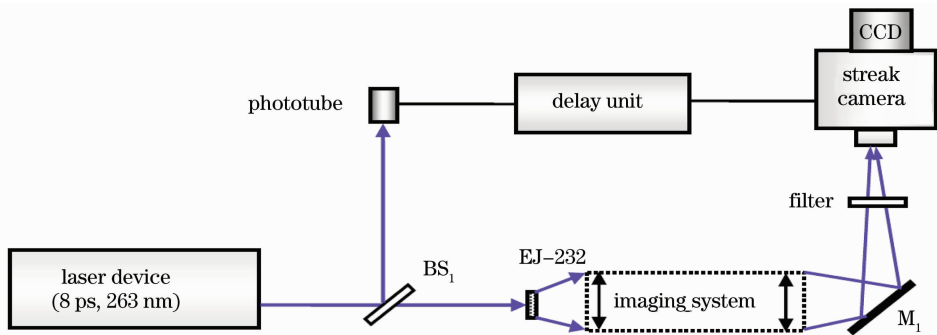 CCD
streak
camera
phototube
delay unit
filter
EJ-232
BS1
laser device
(8 ps, 263 nm)
imaging system
M1